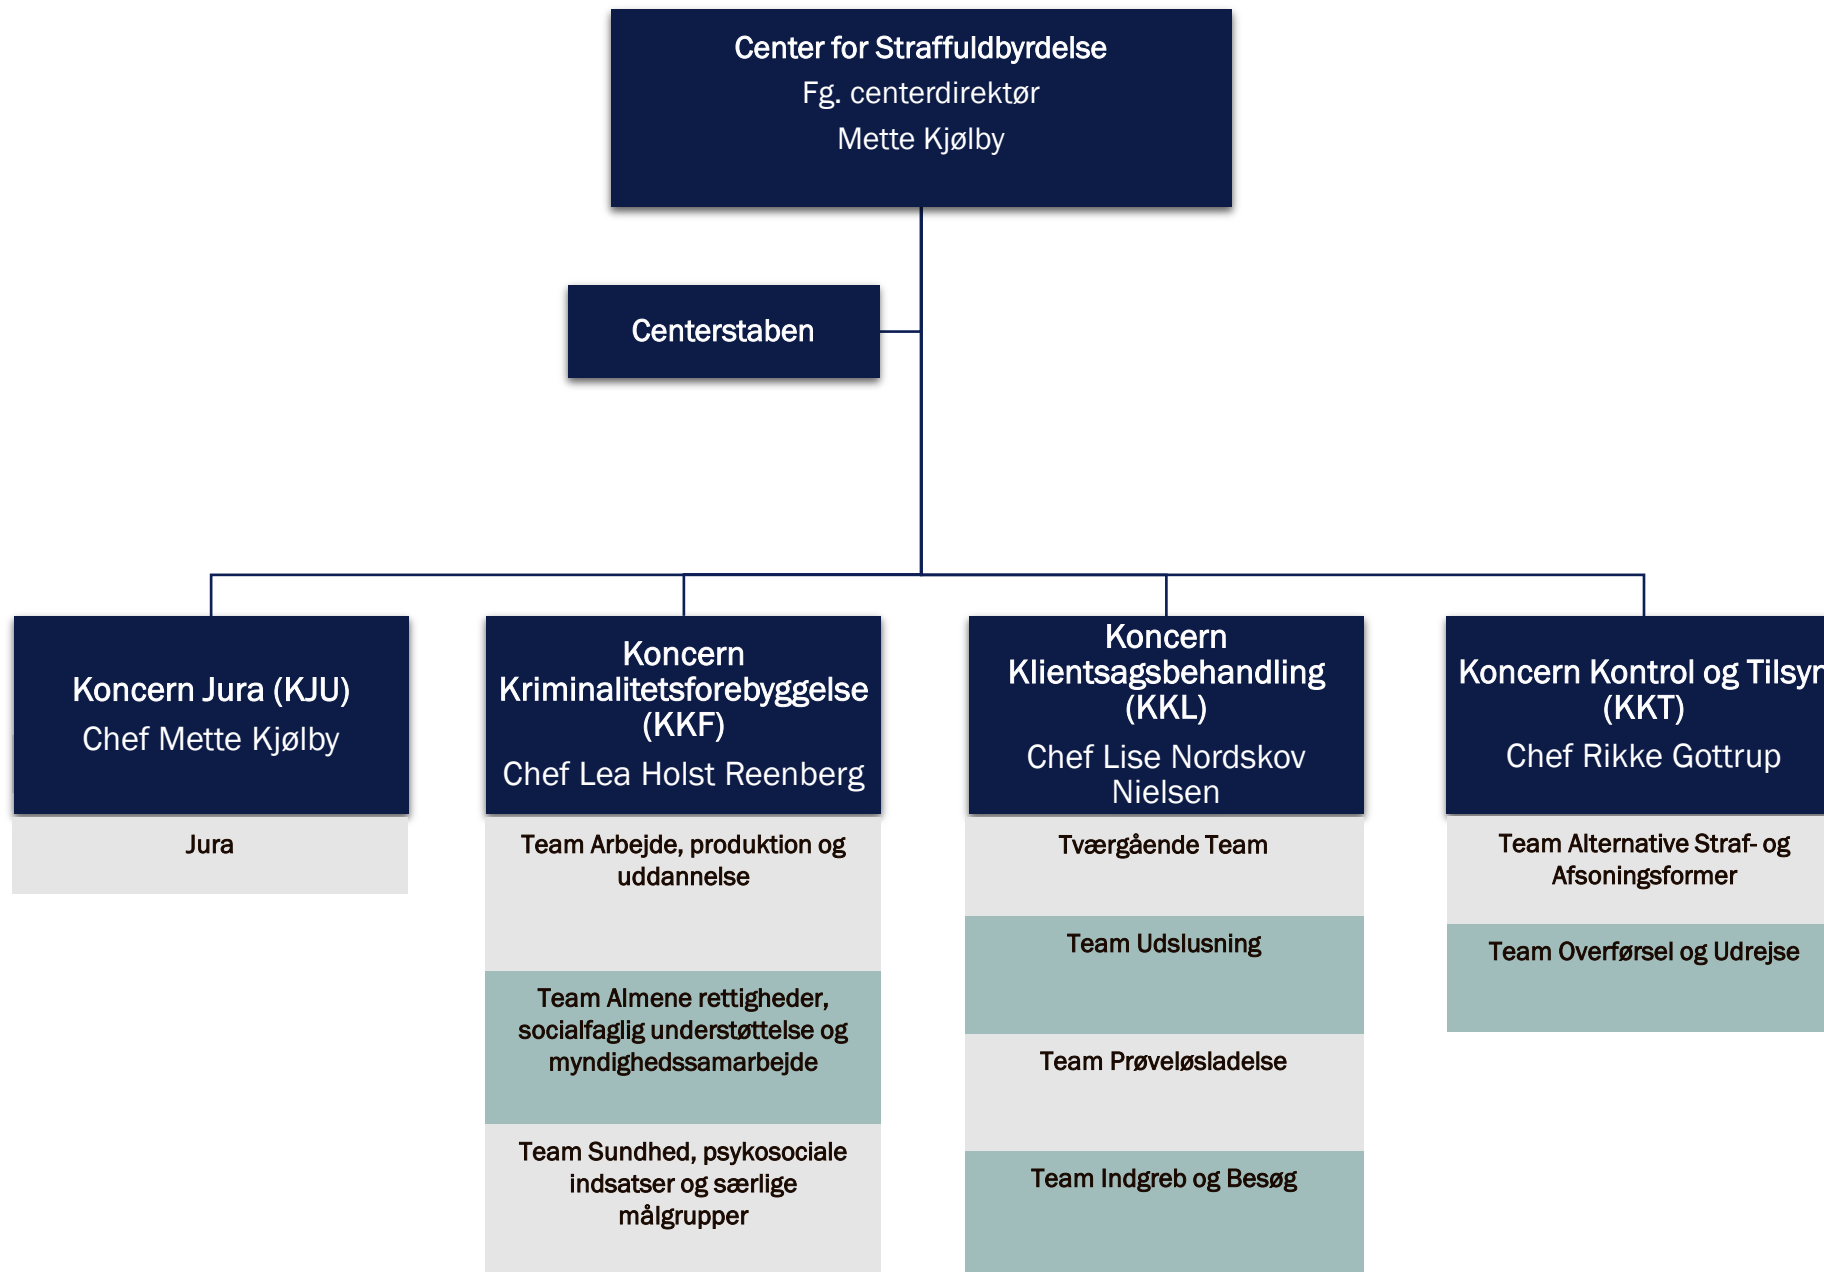 Center for Straffuldbyrdelse
Fg. centerdirektør
Mette Kjølby
Centerstaben
Koncern Jura (KJU)
Chef Mette Kjølby
Jura
Koncern
Kriminalitetsforebyggelse
(KKF)
Chef Lea Holst Reenberg
Team Arbejde, produktion og
uddannelse
Team Almene rettigheder,
socialfaglig understøttelse og
myndighedssamarbejde
Team Sundhed, psykosociale
indsatser og særlige
målgrupper
Koncern
Klientsagsbehandling
(KKL)
Chef Lise Nordskov
Nielsen
Tværgående Team
Team Udslusning
Team Prøveløsladelse
Team Indgreb og Besøg
Koncern Kontrol og Tilsyn
(KKT)
Chef Rikke Gottrup
Team Alternative Straf- og
Afsoningsformer
Team Overførsel og Udrejse